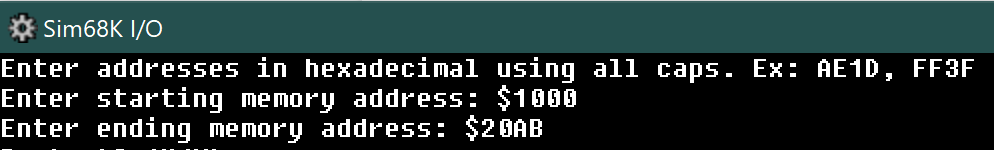 Sim68K I/O
Enter addresses in hexadecimal using all caps. Ex: AE1D, FF3F
Enter starting memory address: $1000
Enter ending memory address: $20AB